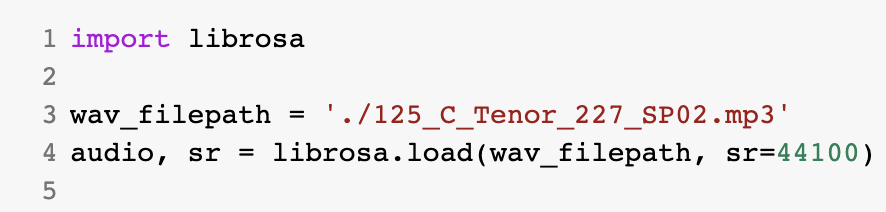 1 import librosa
2
3 wav_filepath = './125_C_Tenor_227_SP02.mp3'
4 audio, sr = librosa.load(wav_filepath, sr=44100)
5